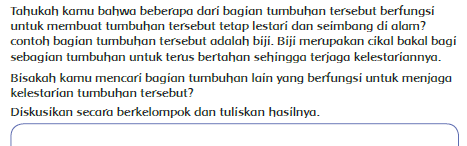 Tahukah kamu bahwa beberapa dari bagian tumbuhan tersebut berfungsi
untuk membuat tumbuhan tersebut tetap lestari dan seimbang di alam?
contoh bagian tumbuhan tersebut adalah biji. Biji merupakan cikal bakal bagi
sebagian tumbuhan untuk terus bertahan sehingga terjaga kelestariannya.
Bisakah kamu mencari bagian tumbuhan lain yang berfungsi untuk menjaga
kelestarian tumbuhan tersebut?
Diskusikan secara berkelompok dan tuliskan hasilnya.